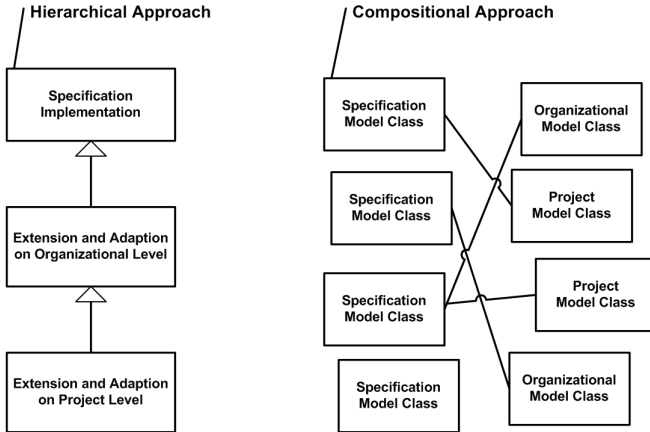 Hierarchical Approach
Specification
Implementation
Extension and Adaption
on Organizational Level
Extension and Adaption
on Project Level
Compositional Approach
Specification
Model Class
Organizational
Model Class
Specification
Model Class
Project
Model Class
Specification
Model Class
Project
Model Class
Specification
Model Class
Organizational
Model Class